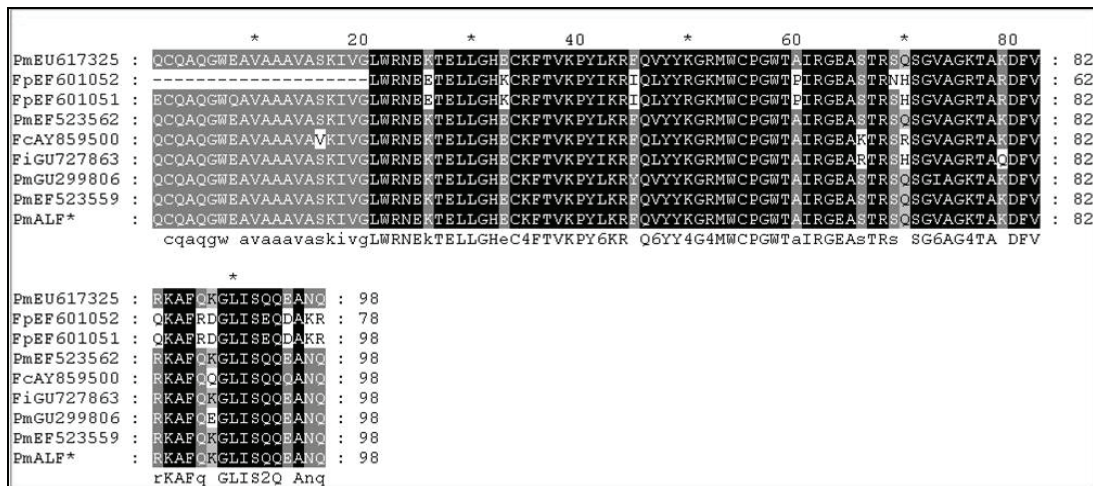 * 20 * 40 * 60 * 80
PmEU617325 : QCQAQGWEAVAAAVASKIVGLWRNEKTELLGHECKFTVKPYLKRFQVYYKGRMWCPGWTAIRGEASTRSQSGVAGKTAKDFV : 82
FpEF601052 : --------------------LWRNEETELLGHKCRFTVKPYIKRIQLYYRGKMWCPGWTPIRGEASTRNHSGVAGKTARDFV : 62
FpEF601051 : ECQAQGWQAVAAAVASKIVGLWRNEETELLGHECRFTVKPYIKRIQLYYRGKMWCPGWTPIRGEASTRSHSGVAGKTARDFV : 82
PmEF523562 : QCQAQGWEAVAAAVASKIVGLWRNEKTELLGHECKFTVKPYLKRFQVYYKGRMWCPGWTAIRGEASTRSQSGVAGKTAKDFV : 82
FcAY859500 : QCQAQGWEAVAAAVAVKIVGLWRNEKTELLGHECKFTVKPYIKRFQLYYKGRMWCPGWTAIRGEAKTRSRSGVAGKTAKDFV : 82
FiGU727863 : QCQAQGWEAVAAAVASKIVGLWRNEKTELLGHECKFTVKPYIKRFQLYYKGRMWCPGWTAIRGEARTRSHSGVAGRTAQDFV : 82
PmGU299806 : QCQAQGWEAVAAAVASKIVGLWRNEKTELLGHECKFTVKPYLKRYQVYYKGRMWCPGWTAIRGEASTRSQSGIAGKTAKDFV : 82
PmEF523559 : QCQAQGWEAVAAAVASKIVGLWRNEKTELLGHECKFTVKPYLKRFQVYYKGRMWCPGWTAIRGEASTRSQSGVAGKTAKDFV : 82
PmALF* : QCQAQGWEAVAAAVASKIVGLWRNEKTELLGHECKFTVKPYLKRFQVYYKGRMWCPGWTAIRGEASTRSQSGVAGKTAKDFV : 82
cqaqgw avaaavaskivgLWRNEkTELLGHeC4FTVKPY6KR Q6YY4G4MWCPGWTaIRGEAsTRs SG6AG4TA DFV
*
PmEU617325 : RKAFQKGLISQQEANQ : 98
FpEF601052 : QKAFRDGLISEQDAKR : 78
FpEF601051 : QKAFRDGLISEQDAKR : 98
PmEF523562 : RKAFQKGLISQQEANQ : 98
FcAY859500 : RKAFQQGLISQQQANQ : 98
FiGU727863 : RKAFQKGLISQQEANQ : 98
PmGU299806 : RKAFQEGLISQQEANQ : 98
PmEF523559 : RKAFQKGLISQQEANQ : 98
PmALF* : RKAFQKGLISQQEANQ : 98
rKAFq GLIS2Q Anq